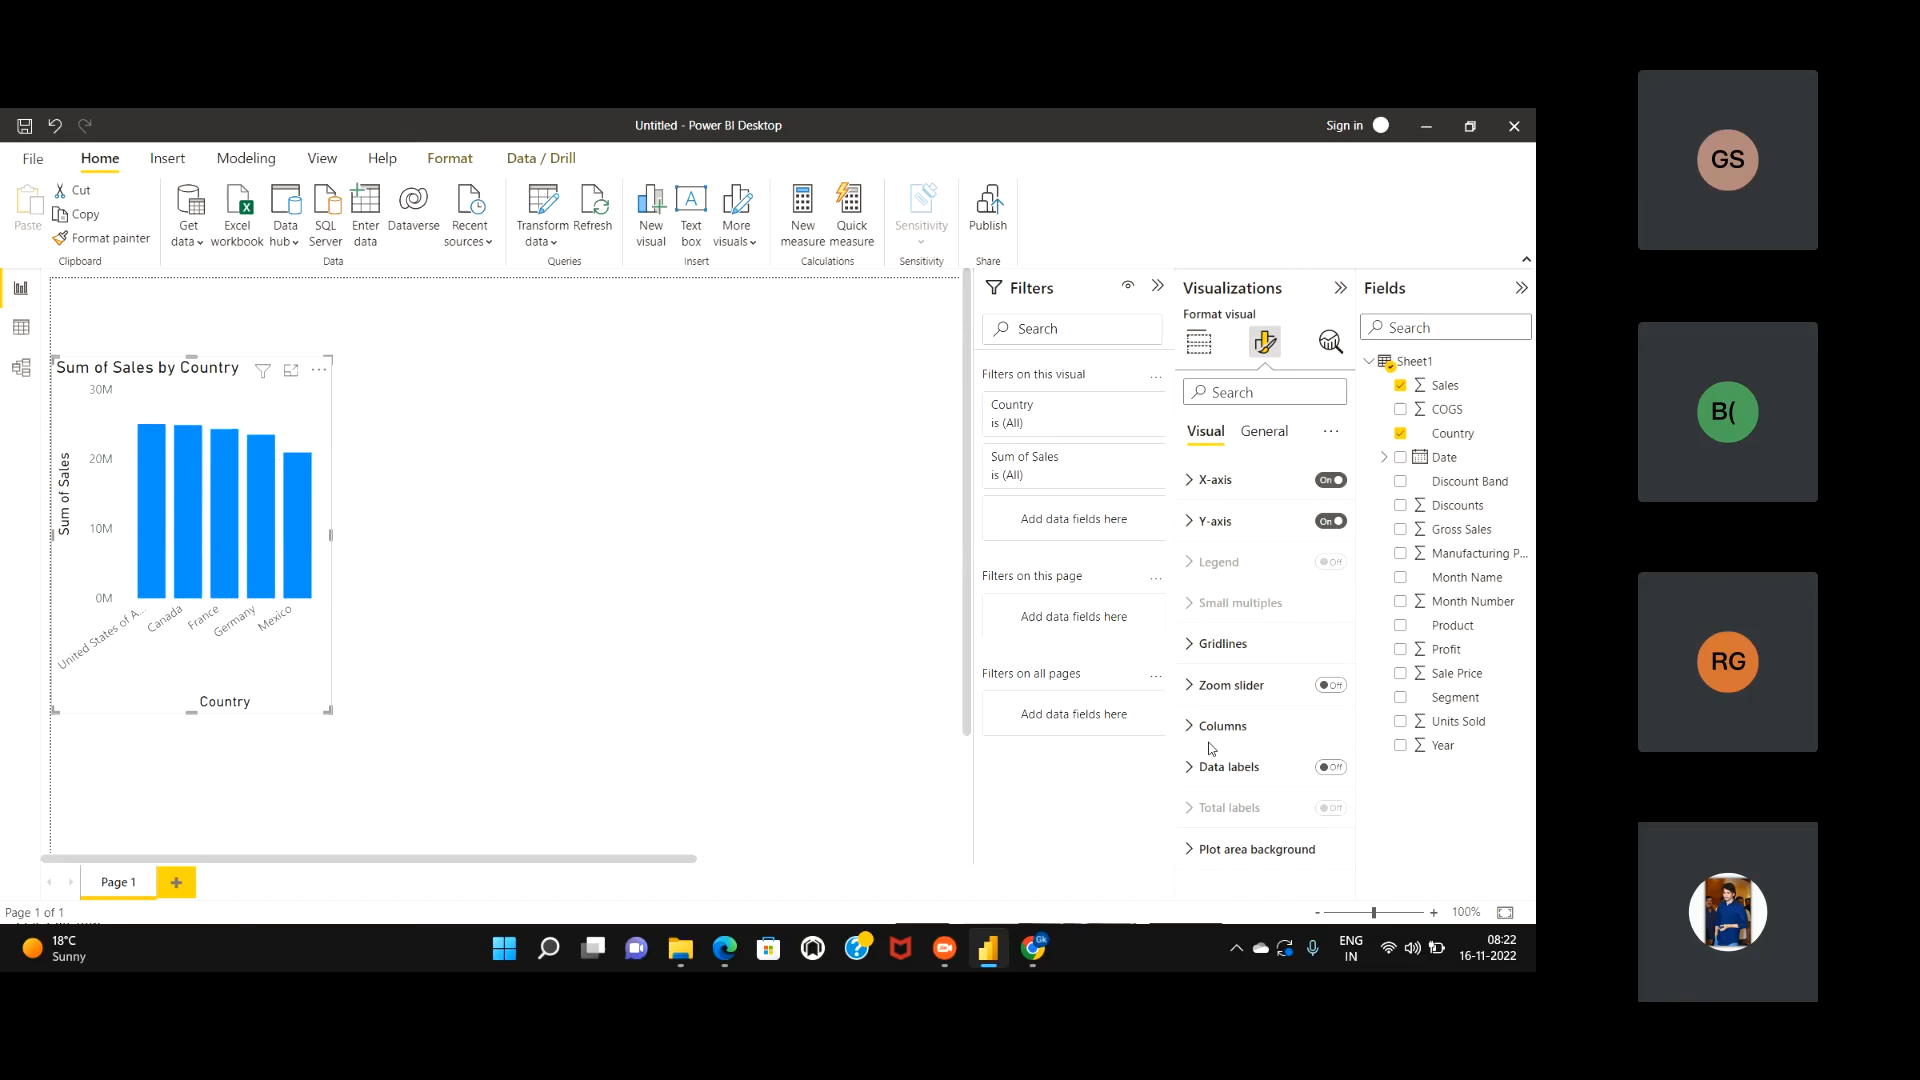 Untitled - Power BI Desktop
Sign in
File Home Insert Modeling View Help Format Data / Drill
Paste
Cut
Copy
Format painter
Clipboard
Get data
Excel workbook
Data hub
SQL Server
Enter data
Dataverse
Recent sources
Data
Transform data
Refresh
Queries
New visual
Text box
More visuals
Insert
New measure
Quick measure
Calculations
Sensitivity
Sensitivity
Publish
Share
Sum of Sales by Country
30M
20M
10M
0M
Sum of Sales
United States of A...
Canada
France
Germany
Mexico
Country
Filters
Search
Filters on this visual
Country
is (All)
Sum of Sales
is (All)
Add data fields here
Filters on this page
Add data fields here
Filters on all pages
Add data fields here
Visualizations
Format visual
Search
Visual General
X-axis On
Y-axis On
Legend Off
Small multiples
Gridlines
Zoom slider Off
Columns
Data labels Off
Total labels Off
Plot area background
Fields
Search
Sheet1
Sales
COGS
Country
Date
Discount Band
Discounts
Gross Sales
Manufacturing P...
Month Name
Month Number
Product
Profit
Sale Price
Segment
Units Sold
Year
Page 1
Page 1 of 1
- + 100%
18°C
Sunny
Gk
ENG
IN
08:22
16-11-2022
GS
B(
RG